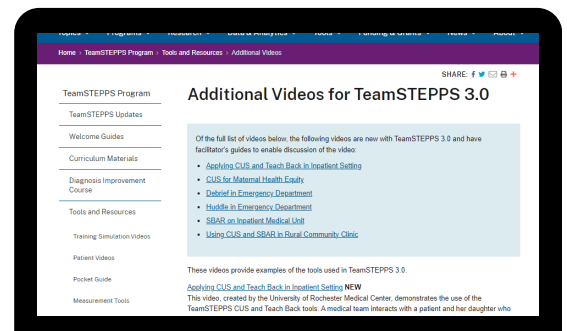 Topics Programs Research Data & Analytics Tools Funding & Grants News About
Home › TeamSTEPPS Program › Tools and Resources › Additional Videos
SHARE:
TeamSTEPPS Program
TeamSTEPPS Updates
Welcome Guides
Curriculum Materials
Diagnosis Improvement
Course
Tools and Resources
Training Simulation Videos
Patient Videos
Pocket Guide
Measurement Tools
Additional Videos for TeamSTEPPS 3.0
Of the full list of videos below, the following videos are new with TeamSTEPPS 3.0 and have
facilitator's guides to enable discussion of the video:
• Applying CUS and Teach Back in Inpatient Setting
• CUS for Maternal Health Equity
• Debrief in Emergency Department
• Huddle in Emergency Department
• SBAR on Inpatient Medical Unit
• Using CUS and SBAR in Rural Community Clinic
These videos provide examples of the tools used in TeamSTEPPS 3.0.
Applying CUS and Teach Back in Inpatient Setting NEW
This video, created by the University of Rochester Medical Center, demonstrates the use of the
TeamSTEPPS CUS and Teach Back tools. A medical team interacts with a patient and her daughter who